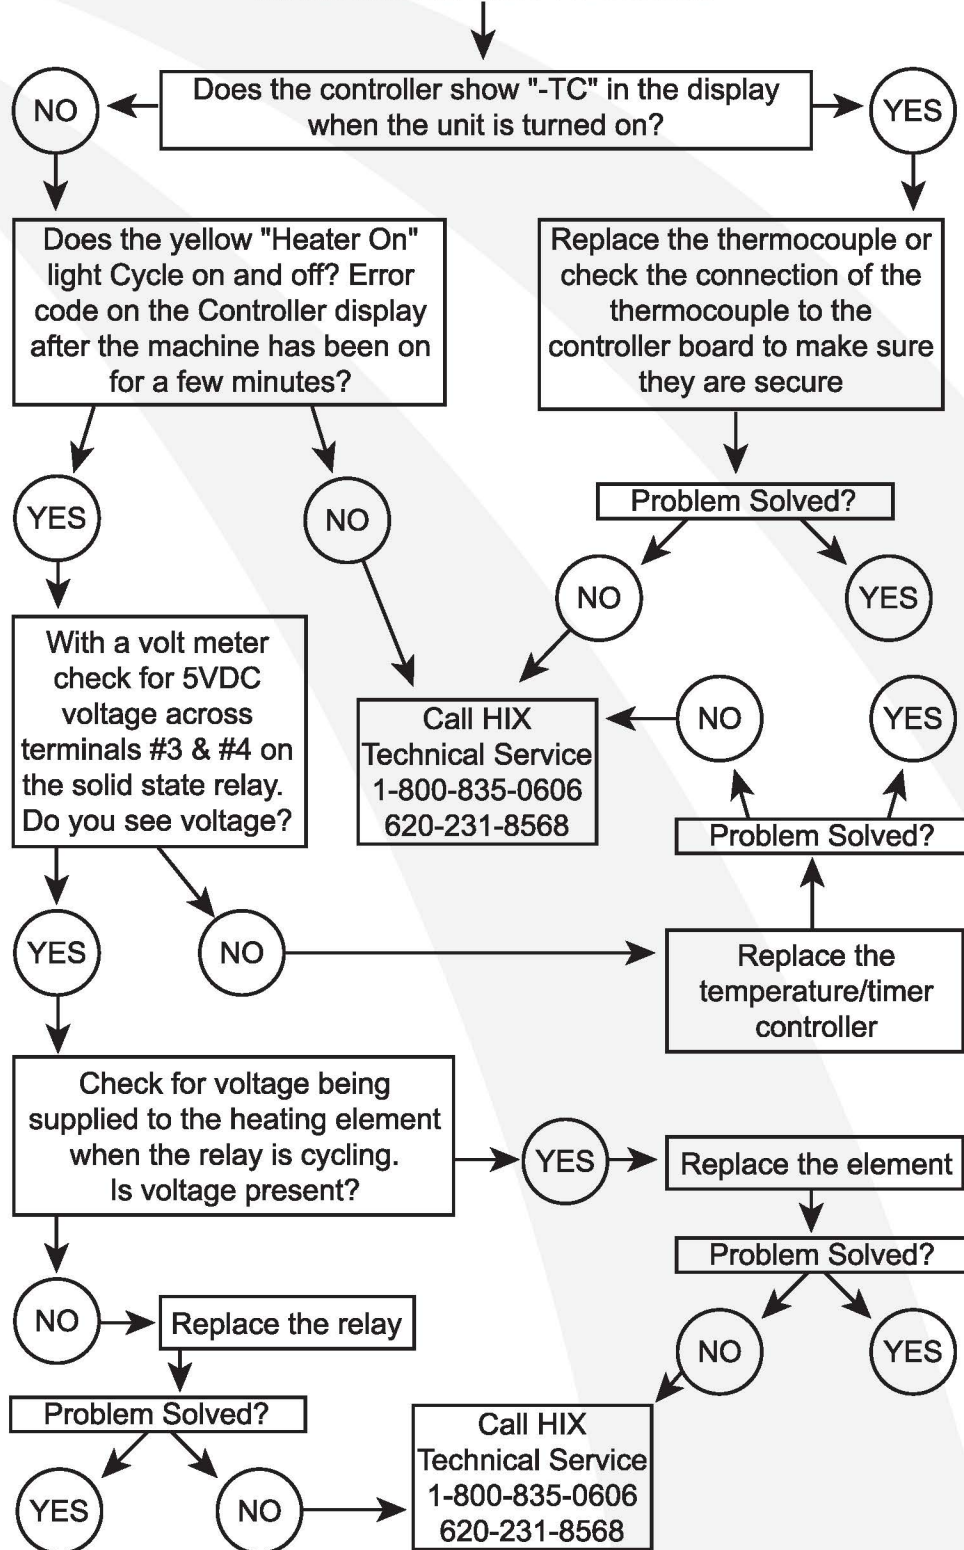 Does the controller show "-TC" in the display
when the unit is turned on?
NO
YES
Does the yellow "Heater On"
light Cycle on and off? Error
code on the Controller display
after the machine has been on
for a few minutes?
Replace the thermocouple or
check the connection of the
thermocouple to the
controller board to make sure
they are secure
YES
NO
Problem Solved?
NO
YES
With a volt meter
check for 5VDC
voltage across
terminals #3 & #4 on
the solid state relay.
Do you see voltage?
Call HIX
Technical Service
1-800-835-0606
620-231-8568
NO
YES
Problem Solved?
YES
NO
Replace the
temperature/timer
controller
Check for voltage being
supplied to the heating element
when the relay is cycling.
Is voltage present?
YES
Replace the element
Problem Solved?
NO
Replace the relay
NO
YES
Problem Solved?
YES
NO
Call HIX
Technical Service
1-800-835-0606
620-231-8568